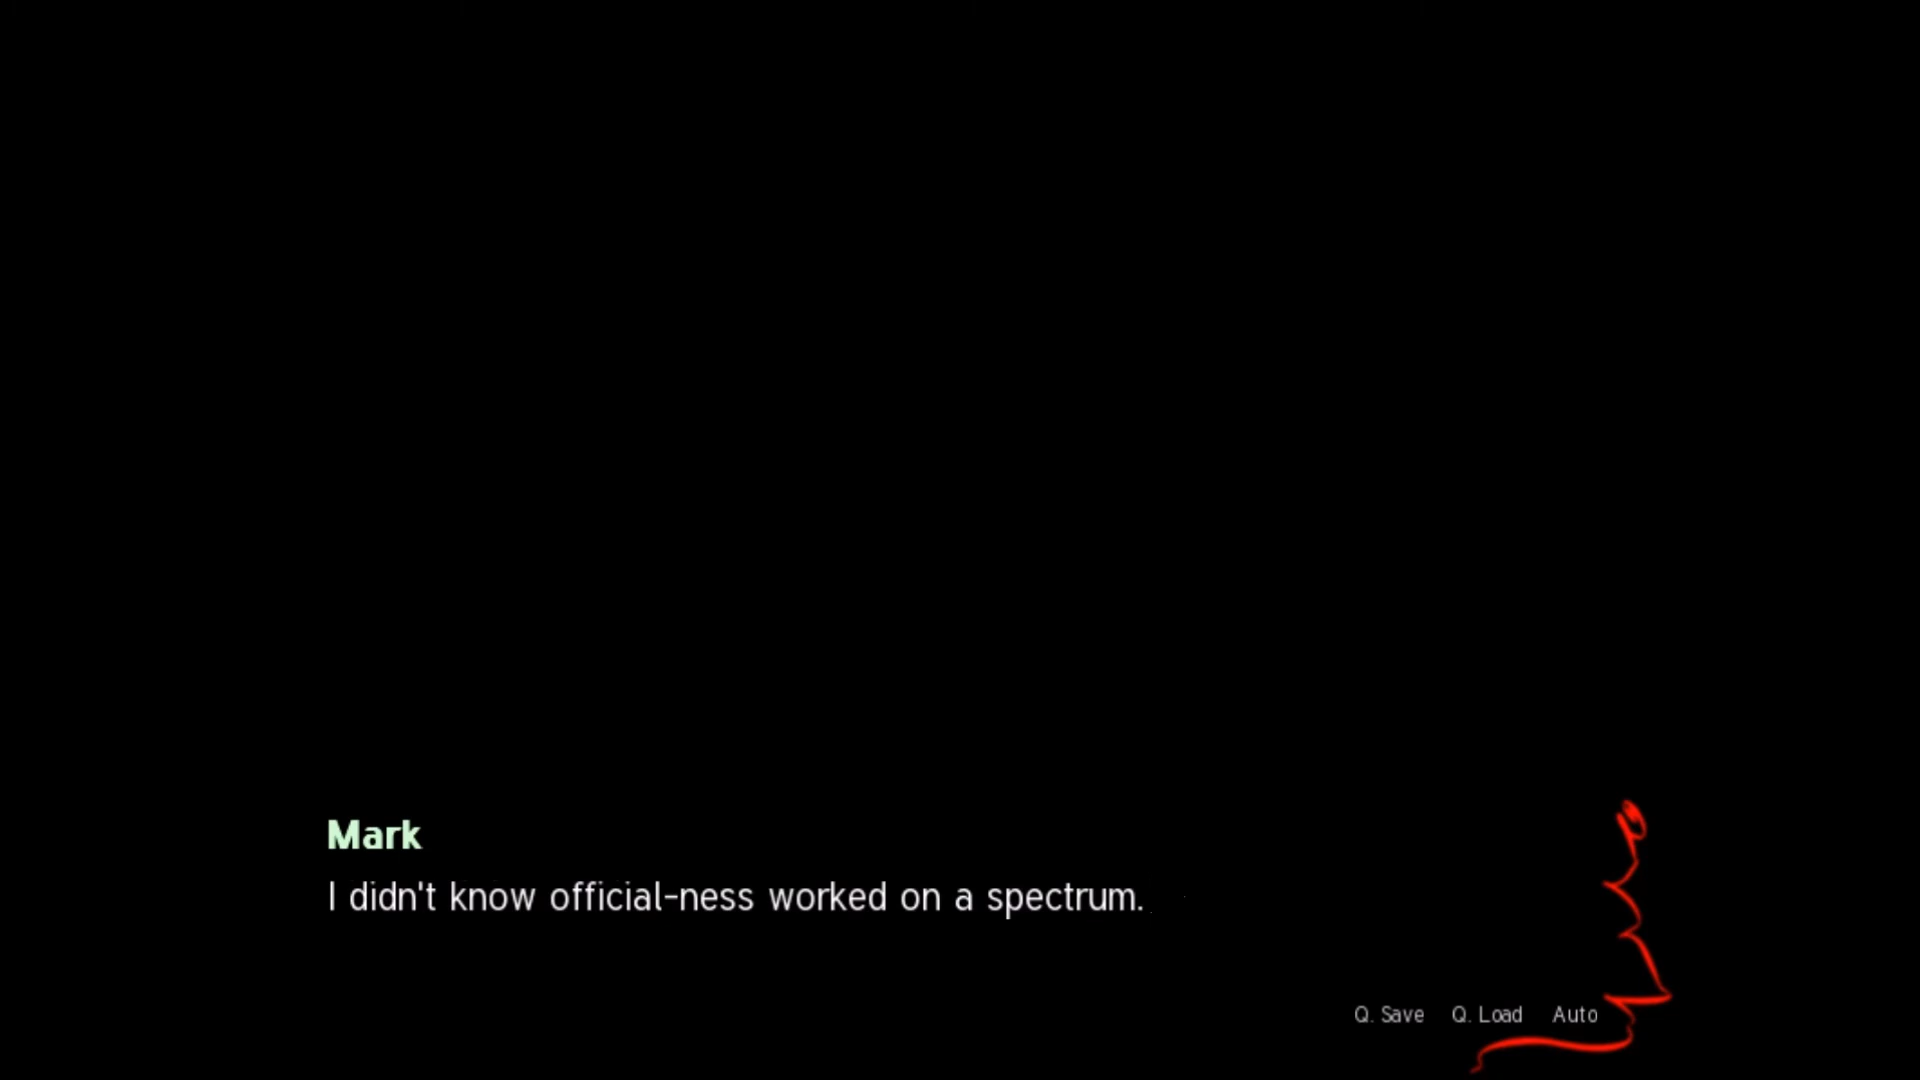 Mark
I didn't know official-ness worked on a spectrum.
Q. Save Q. Load Auto